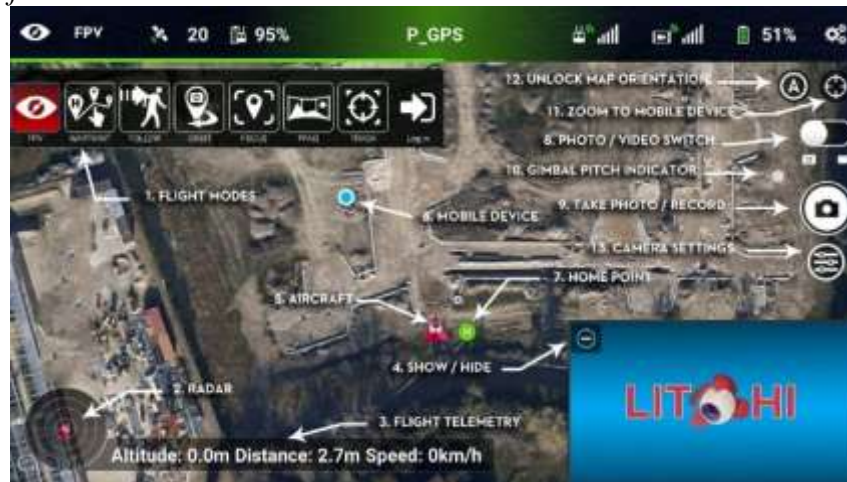 FPV 20 95% P_GPS 51%
12. UNLOCK MAP ORIENTATION
A
11. ZOOM TO MOBILE DEVICE
8. PHOTO / VIDEO SWITCH
FPV WAYPOINT FOLLOW ORBIT FOCUS PANO TRACK Log in
10. GIMBAL PITCH INDICATOR
1. FLIGHT MODES
9. TAKE PHOTO / RECORD
6. MOBILE DEVICE
13. CAMERA SETTINGS
7. HOME POINT
5. AIRCRAFT
H
4. SHOW / HIDE
2. RADAR
LITCHI
3. FLIGHT TELEMETRY
Altitude: 0.0m Distance: 2.7m Speed: 0km/h